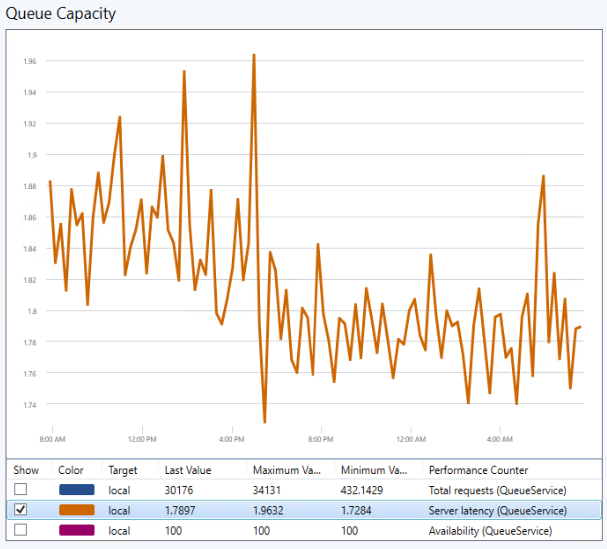 Queue Capacity
1.96
1.94
1.92
1.9
1.88
1.86
1.84
1.82
1.8
1.78
1.76
1.74
8:00 AM 12:00 PM 4:00 PM 8:00 PM 12:00 AM 4:00 AM
Show Color Target Last Value Maximum Va... Minimum Va... Performance Counter
local 30176 34131 432.1429 Total requests (QueueService)
local 1.7897 1.9632 1.7284 Server latency (QueueService)
local 100 100 100 Availability (QueueService)